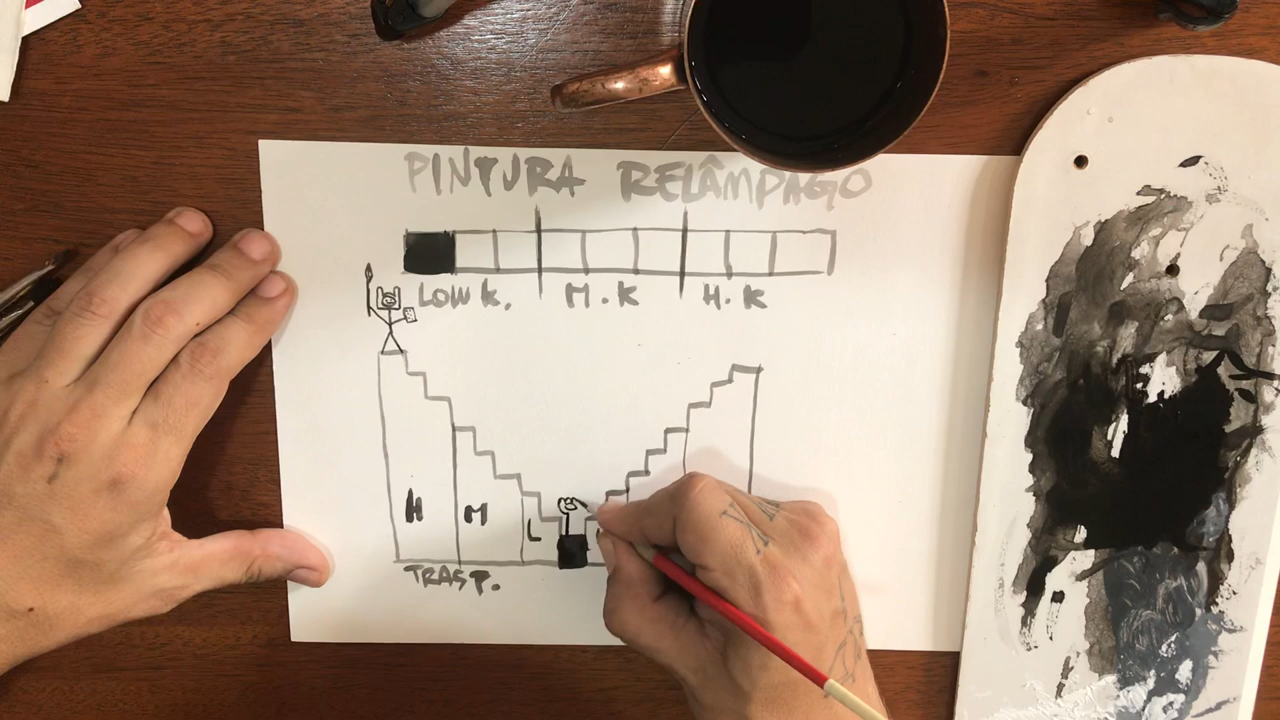 PINTURA RELÂMPAGO
LOW K. M.K H.K
H M L
TRASP.